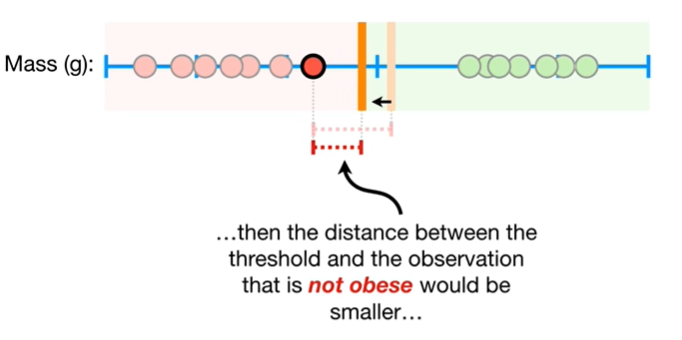 Mass (g):
...then the distance between the
threshold and the observation
that is not obese would be
smaller...